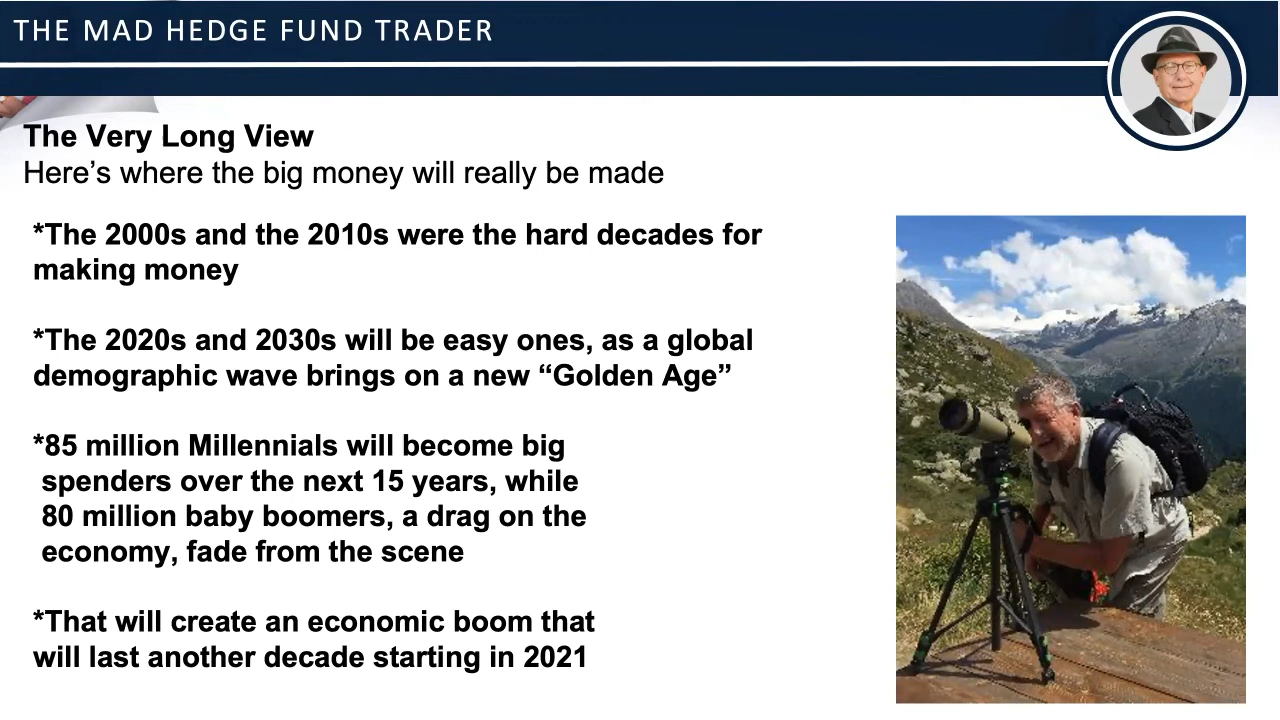 THE MAD HEDGE FUND TRADER
The Very Long View
Here’s where the big money will really be made
*The 2000s and the 2010s were the hard decades for
making money
*The 2020s and 2030s will be easy ones, as a global
demographic wave brings on a new “Golden Age”
*85 million Millennials will become big
spenders over the next 15 years, while
80 million baby boomers, a drag on the
economy, fade from the scene
*That will create an economic boom that
will last another decade starting in 2021